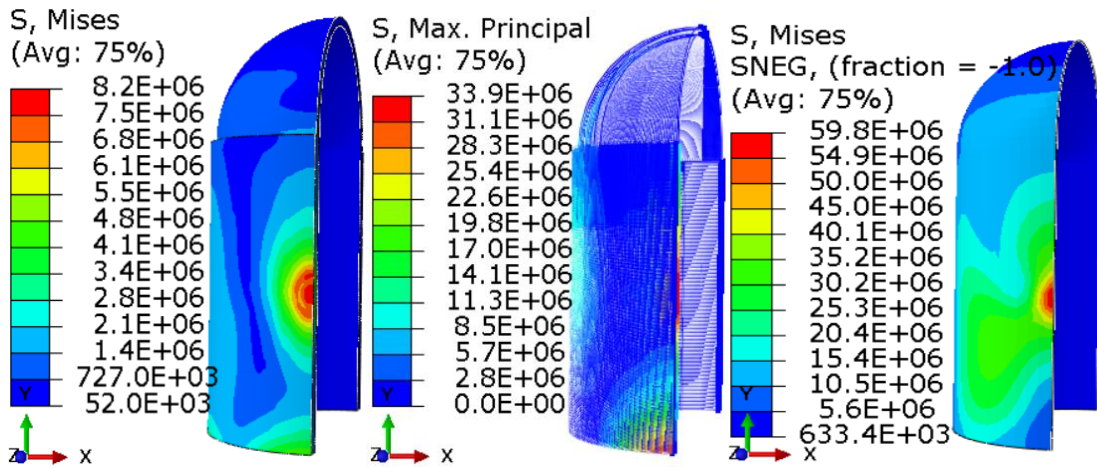 S, Mises
(Avg: 75%)
8.2E+06
7.5E+06
6.8E+06
6.1E+06
5.5E+06
4.8E+06
4.1E+06
3.4E+06
2.8E+06
2.1E+06
1.4E+06
727.0E+03
52.0E+03
Y
Z
X
S, Max. Principal
(Avg: 75%)
33.9E+06
31.1E+06
28.3E+06
25.4E+06
22.6E+06
19.8E+06
17.0E+06
14.1E+06
11.3E+06
8.5E+06
5.7E+06
2.8E+06
0.0E+00
Y
Z
X
S, Mises
SNEG, (fraction = -1.0)
(Avg: 75%)
59.8E+06
54.9E+06
50.0E+06
45.0E+06
40.1E+06
35.2E+06
30.2E+06
25.3E+06
20.4E+06
15.4E+06
10.5E+06
5.6E+06
633.4E+03
Y
Z
X